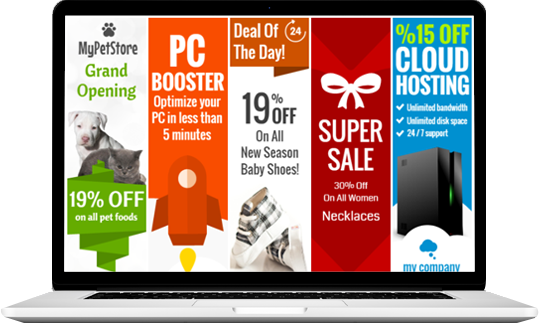 MyPetStore
Grand
Opening
19% OFF
on all pet foods
PC
BOOSTER
Optimize your
PC in less than
5 minutes
Deal Of
The Day!
24
19% OFF
On All
New Season
Baby Shoes!
SUPER
SALE
30% Off
On All Women
Necklaces
%15 OFF
CLOUD
HOSTING
Unlimited bandwidth
Unlimited disk space
24 / 7 support
my company